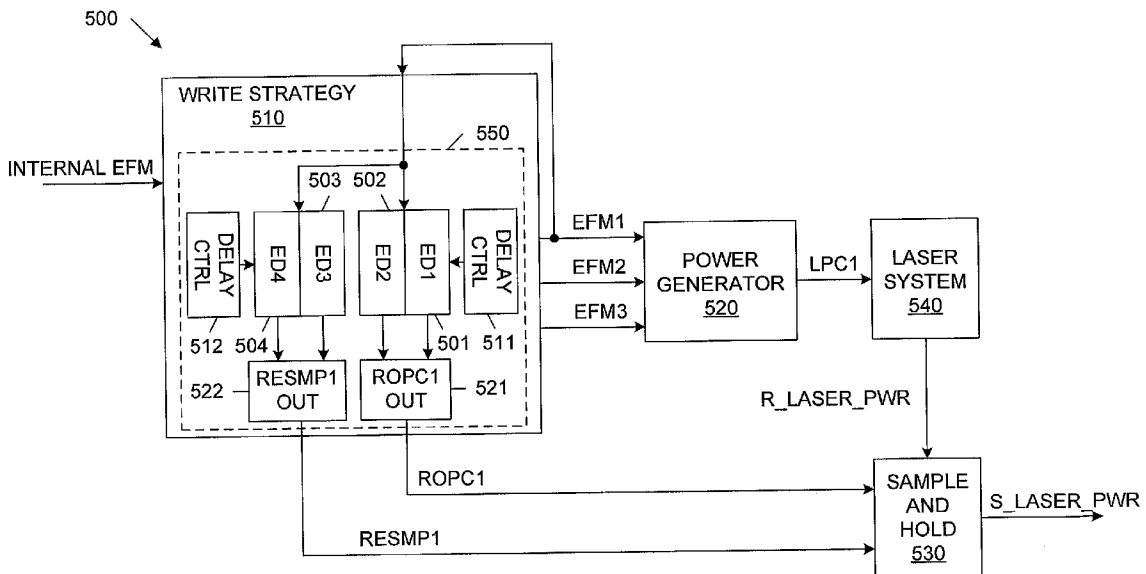 500
WRITE STRATEGY
510
550
INTERNAL EFM
503 502
DELAY CTRL
ED4
ED3
ED2
ED1
DELAY CTRL
EFM1
EFM2
EFM3
POWER
GENERATOR
520
LPC1
LASER
SYSTEM
540
512
504
501
511
522
RESMP1
OUT
ROPC1
OUT
521
R_LASER_PWR
ROPC1
RESMP1
SAMPLE
AND
HOLD
530
S_LASER_PWR